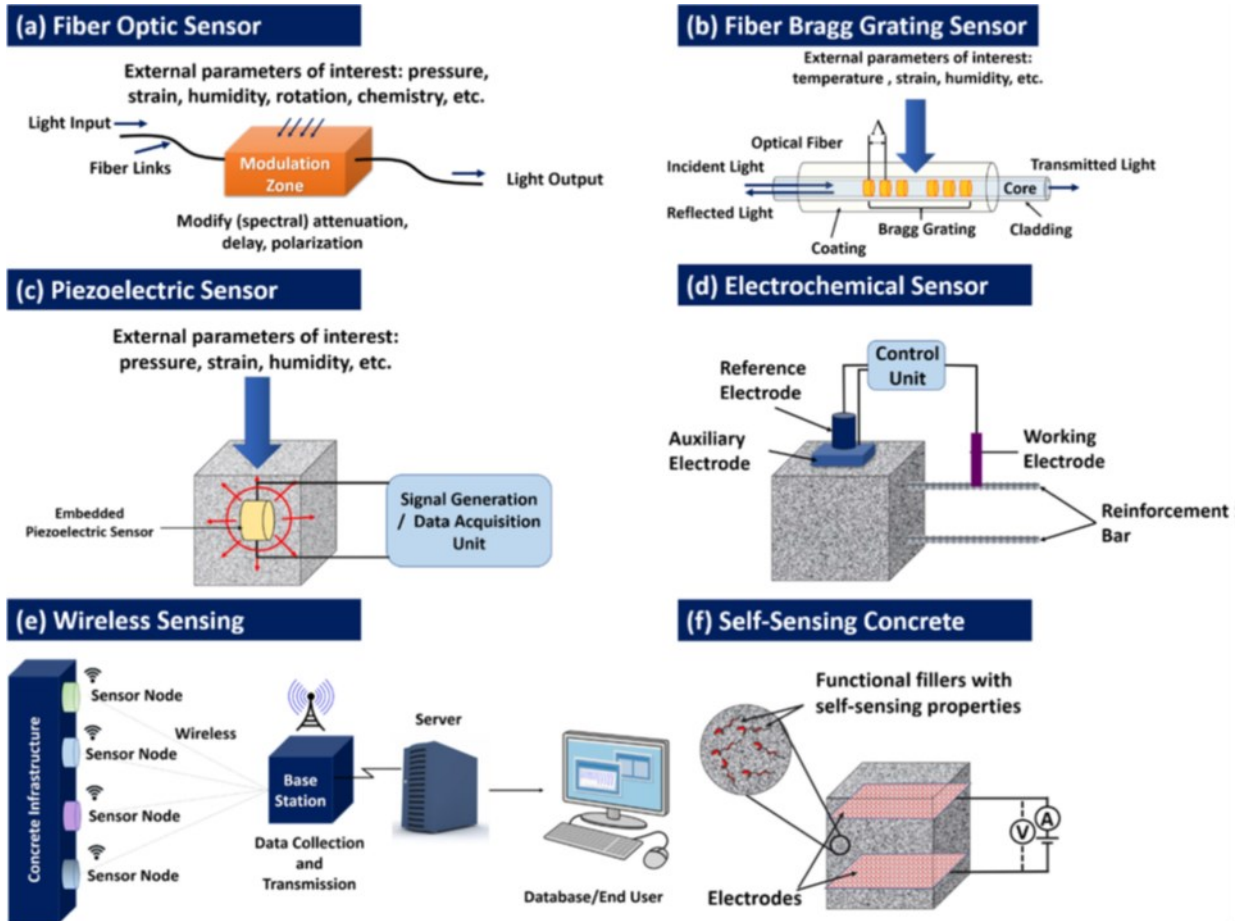 (a) Fiber Optic Sensor
External parameters of interest: pressure,
strain, humidity, rotation, chemistry, etc.
Light Input
Fiber Links
Modulation
Zone
Light Output
Modify (spectral) attenuation,
delay, polarization
(b) Fiber Bragg Grating Sensor
External parameters of interest:
temperature , strain, humidity, etc.
Λ
Optical Fiber
Incident Light
Transmitted Light
Core
Reflected Light
Bragg Grating
Cladding
Coating
(c) Piezoelectric Sensor
External parameters of interest:
pressure, strain, humidity, etc.
Embedded
Piezoelectric Sensor
Signal Generation
/ Data Acquisition
Unit
(d) Electrochemical Sensor
Control
Unit
Reference
Electrode
Auxiliary
Electrode
Working
Electrode
Reinforcement
Bar
(e) Wireless Sensing
Concrete Infrastructure
Sensor Node
Sensor Node
Sensor Node
Sensor Node
Wireless
Base
Station
Data Collection
and
Transmission
Server
Database/End User
(f) Self-Sensing Concrete
Functional fillers with
self-sensing properties
V
A
Electrodes